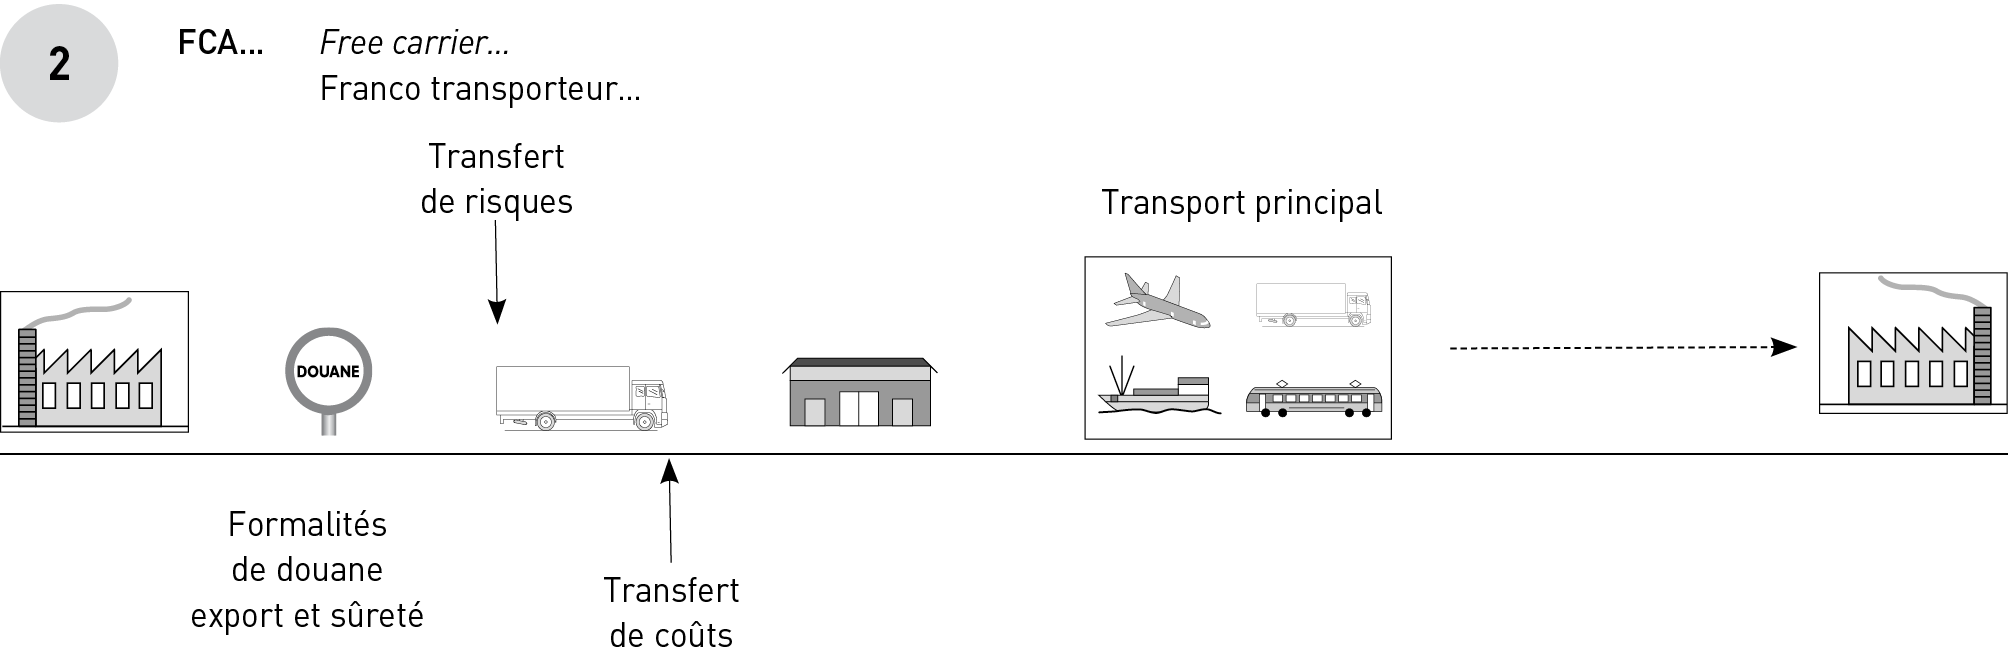 2
FCA...
Free carrier...
Franco transporteur...
Transfert
de risques
Transport principal
DOUANE
Formalités
de douane
export et sûreté
Transfert
de coûts